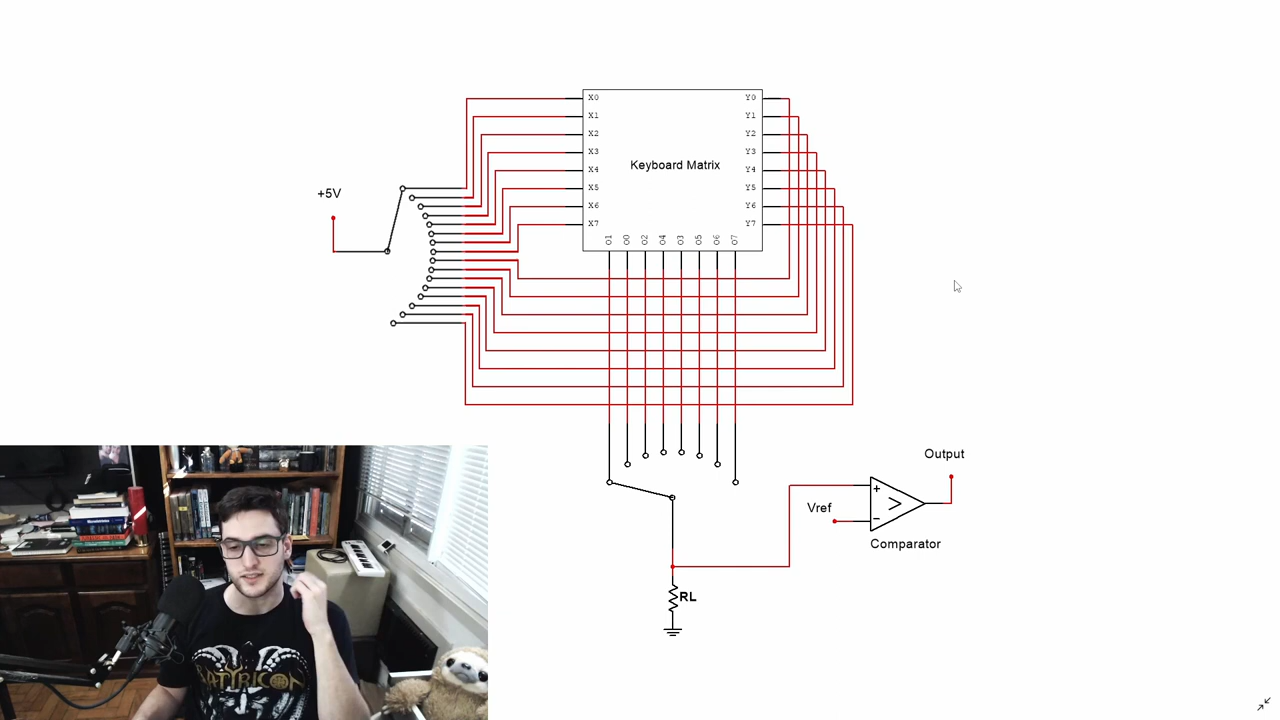 X0
X1
X2
X3
X4
X5
X6
X7
Y0
Y1
Y2
Y3
Y4
Y5
Y6
Y7
Keyboard Matrix
O1
O0
O2
O4
O3
O5
O6
O7
+5V
RL
Vref
+
−
>
Comparator
Output
SATYRICON